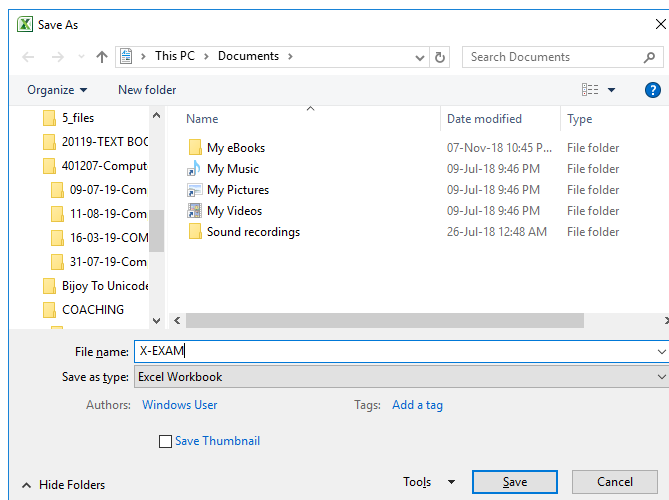 Save As
This PC > Documents >
Search Documents
Organize
New folder
5_files
20119-TEXT BOO
401207-Comput
09-07-19-Com
11-08-19-Com
16-03-19-COM
31-07-19-Com
Bijoy To Unicode
COACHING
Name Date modified Type
My eBooks 07-Nov-18 10:45 P... File folder
My Music 09-Jul-18 9:46 PM File folder
My Pictures 09-Jul-18 9:46 PM File folder
My Videos 09-Jul-18 9:46 PM File folder
Sound recordings 26-Jul-18 12:48 AM File folder
File name: X-EXAM
Save as type: Excel Workbook
Authors: Windows User Tags: Add a tag
Save Thumbnail
Hide Folders Tools Save Cancel